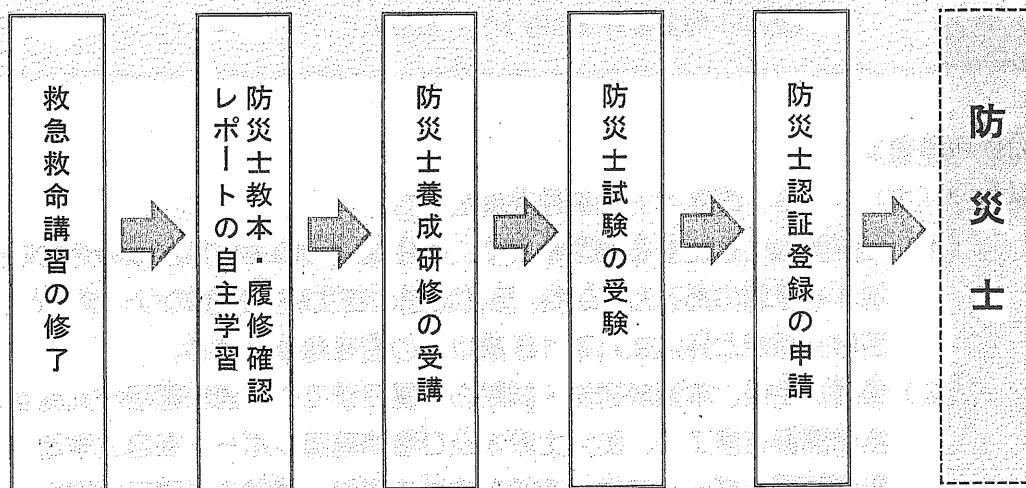 救急救命講習の修了
防災士教本・履修確認
レポートの自主学習
防災士養成研修の受講
防災士試験の受験
防災士認証登録の申請
防災士